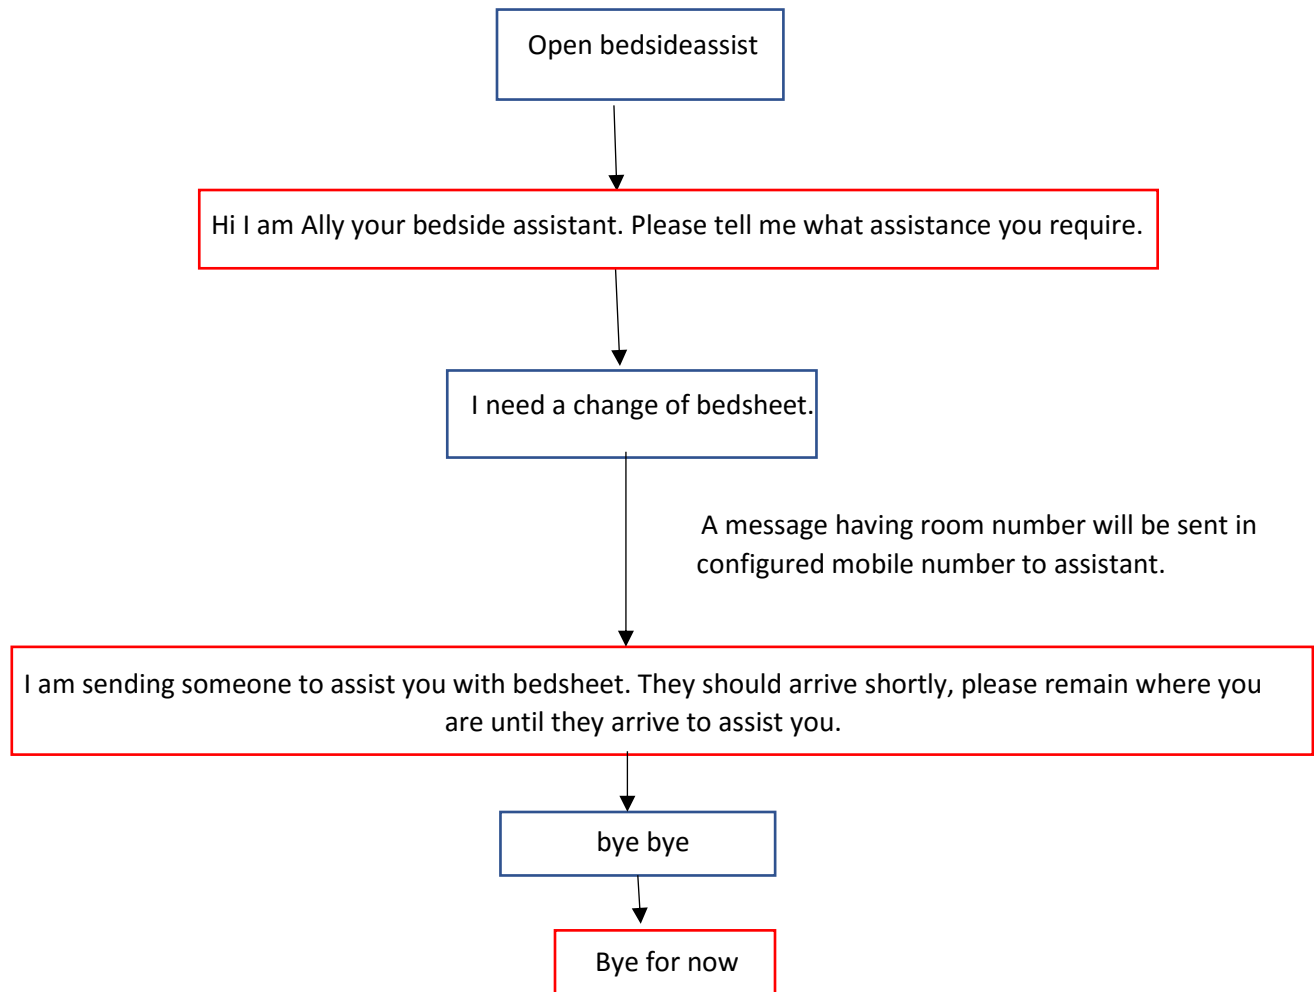 Open bedsideassist
Hi I am Ally your bedside assistant. Please tell me what assistance you require.
I need a change of bedsheet.
A message having room number will be sent in
configured mobile number to assistant.
I am sending someone to assist you with bedsheet. They should arrive shortly, please remain where you
are until they arrive to assist you.
bye bye
Bye for now